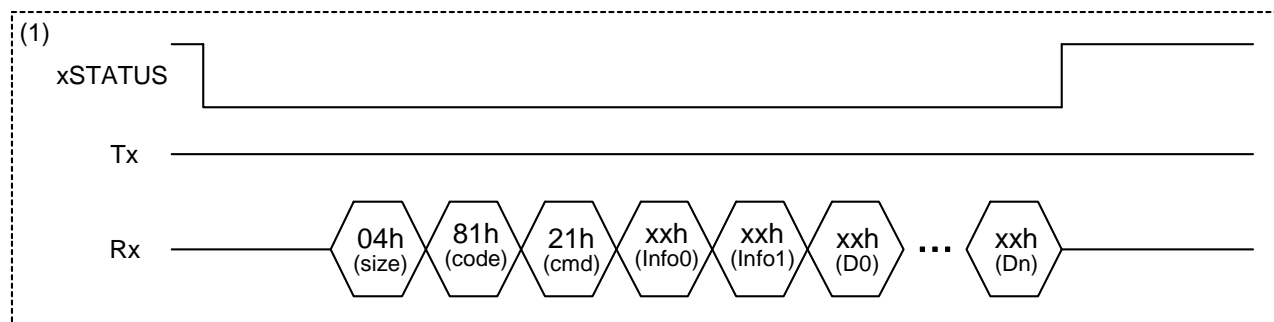 (1)
xSTATUS
Tx
Rx
04h 81h 21h xxh xxh xxh ... xxh
(size) (code) (cmd) (Info0) (Info1) (D0) (Dn)